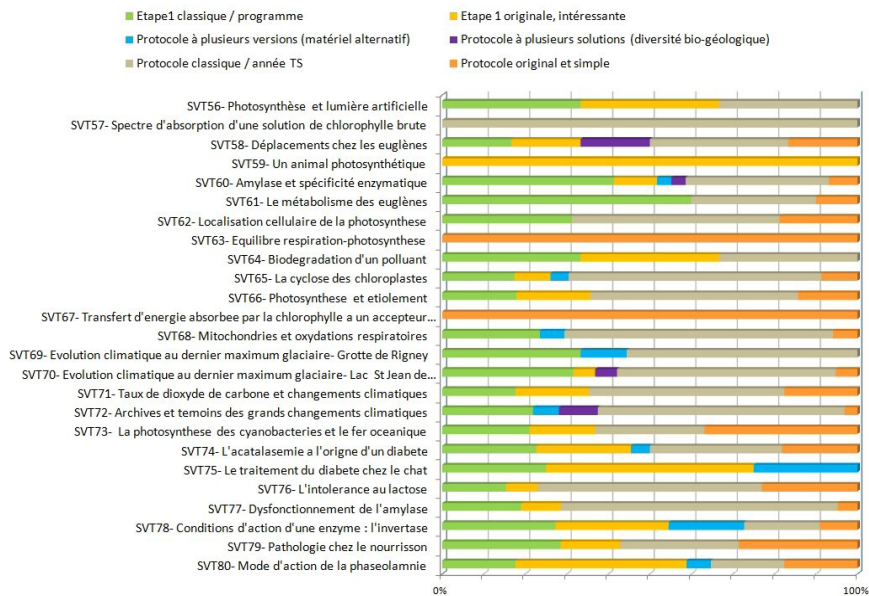 Etape1 classique / programme
Etape 1 originale, intéressante
Protocole à plusieurs versions (matériel alternatif)
Protocole à plusieurs solutions (diversité bio-géologique)
Protocole classique / année TS
Protocole original et simple
SVT56- Photosynthèse et lumière artificielle
SVT57- Spectre d'absorption d'une solution de chlorophylle brute
SVT58- Déplacements chez les euglènes
SVT59- Un animal photosynthétique
SVT60- Amylase et spécificité enzymatique
SVT61- Le métabolisme des euglènes
SVT62- Localisation cellulaire de la photosynthese
SVT63- Equilibre respiration-photosynthese
SVT64- Biodegradation d'un polluant
SVT65- La cyclose des chloroplastes
SVT66- Photosynthese et etiolement
SVT67- Transfert d'energie absorbee par la chlorophylle a un accepteur...
SVT68- Mitochondries et oxydations respiratoires
SVT69- Evolution climatique au dernier maximum glaciaire- Grotte de Rigney
SVT70- Evolution climatique au dernier maximum glaciaire- Lac St Jean de...
SVT71- Taux de dioxyde de carbone et changements climatiques
SVT72- Archives et temoins des grands changements climatiques
SVT73- La photosynthese des cyanobacteries et le fer oceanique
SVT74- L'acatalasemie a l'origne d'un diabete
SVT75- Le traitement du diabete chez le chat
SVT76- L'intolerance au lactose
SVT77- Dysfonctionnement de l'amylase
SVT78- Conditions d'action d'une enzyme : l'invertase
SVT79- Pathologie chez le nourrisson
SVT80- Mode d'action de la phaseolamnie
0%
100%